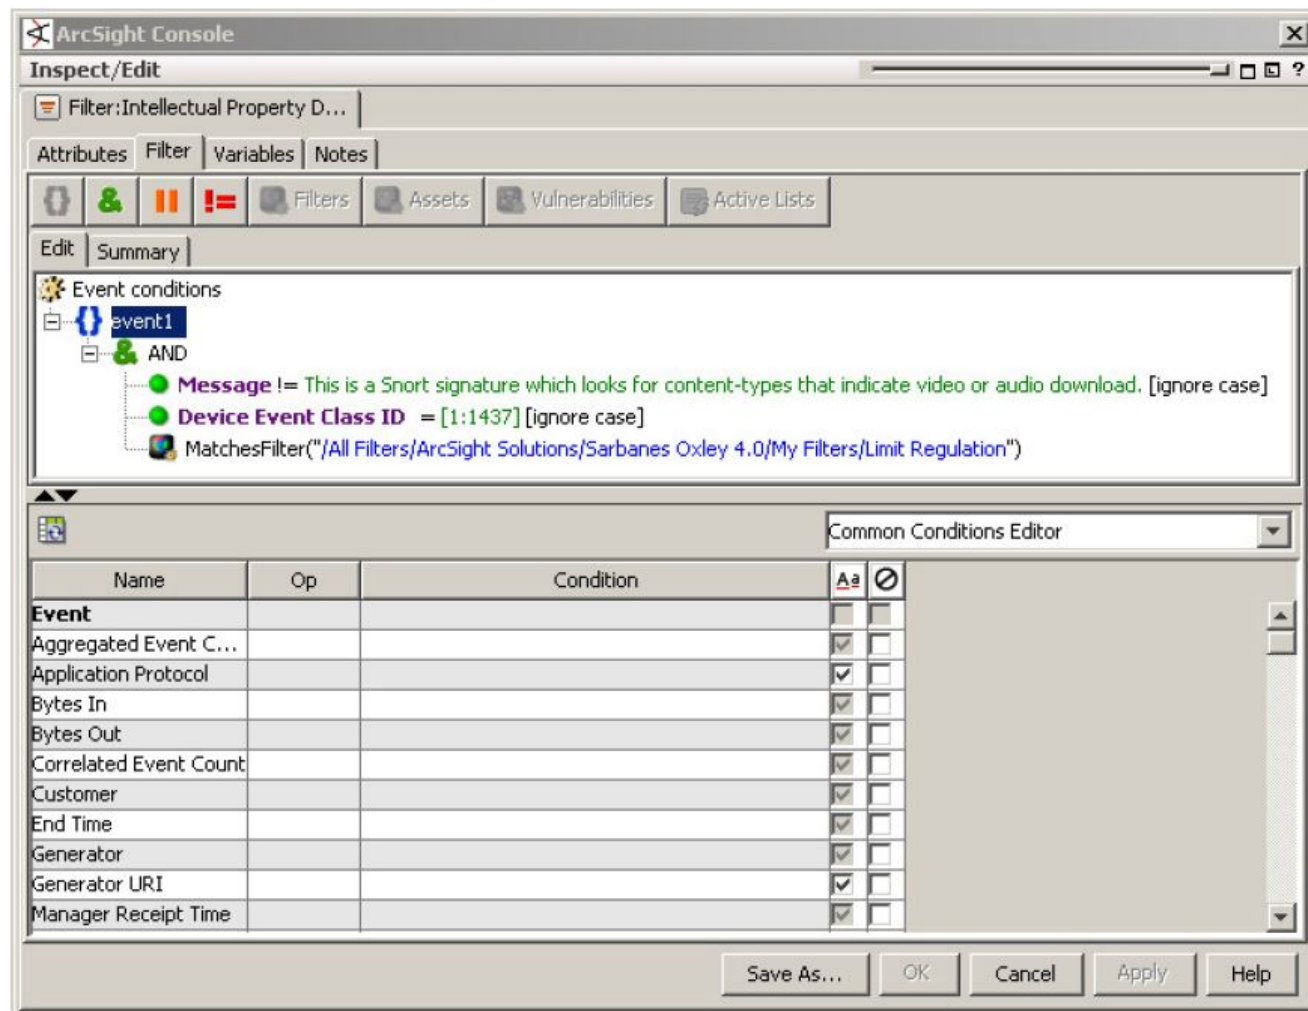 ArcSight Console
Inspect/Edit
?
Filter:Intellectual Property D...
Attributes Filter Variables Notes
{} & != Filters Assets Vulnerabilities Active Lists
Edit Summary
Event conditions
{} event1
& AND
Message != This is a Snort signature which looks for content-types that indicate video or audio download. [ignore case]
Device Event Class ID = [1:1437] [ignore case]
MatchesFilter("/All Filters/ArcSight Solutions/Sarbanes Oxley 4.0/My Filters/Limit Regulation")
Common Conditions Editor
Name Op Condition Aa
Event
Aggregated Event C...
Application Protocol
Bytes In
Bytes Out
Correlated Event Count
Customer
End Time
Generator
Generator URI
Manager Receipt Time
Save As... OK Cancel Apply Help